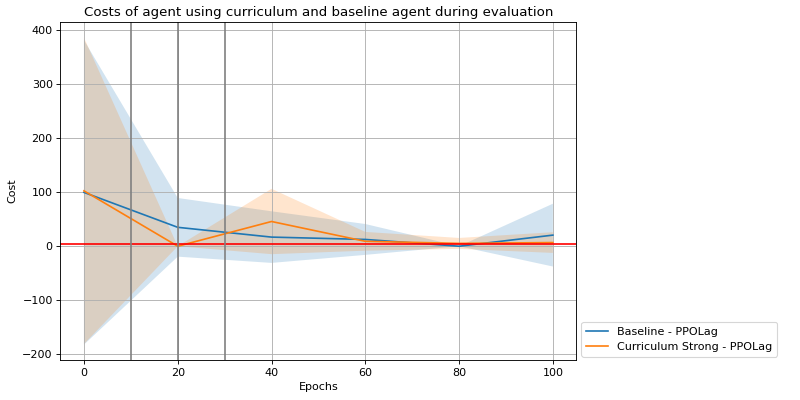 Costs of agent using curriculum and baseline agent during evaluation
400
300
200
100
0
−100
−200
Cost
0 20 40 60 80 100
Epochs
Baseline - PPOLag
Curriculum Strong - PPOLag